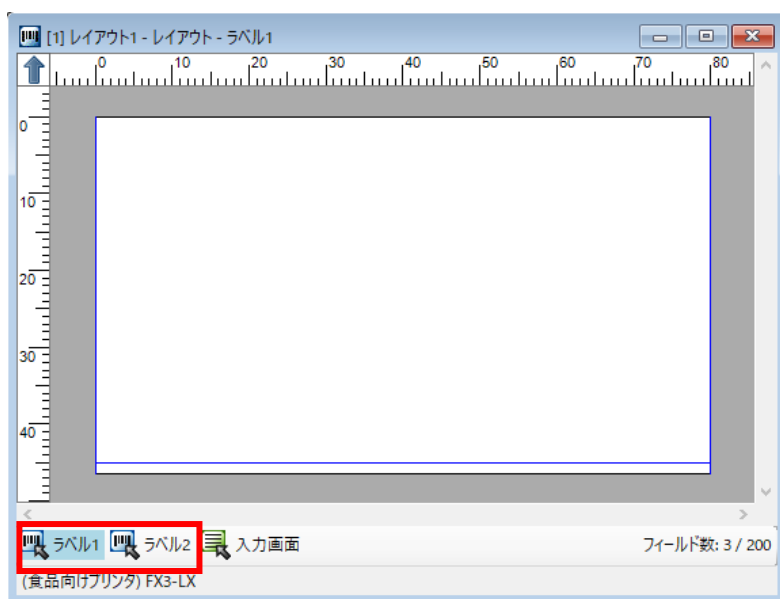 [1] レイアウト1 - レイアウト - ラベル1
0 10 20 30 40 50 60 70 80
0
10
20
30
40
ラベル1 ラベル2 入力画面 フィールド数: 3 / 200
(食品向けプリンタ) FX3-LX